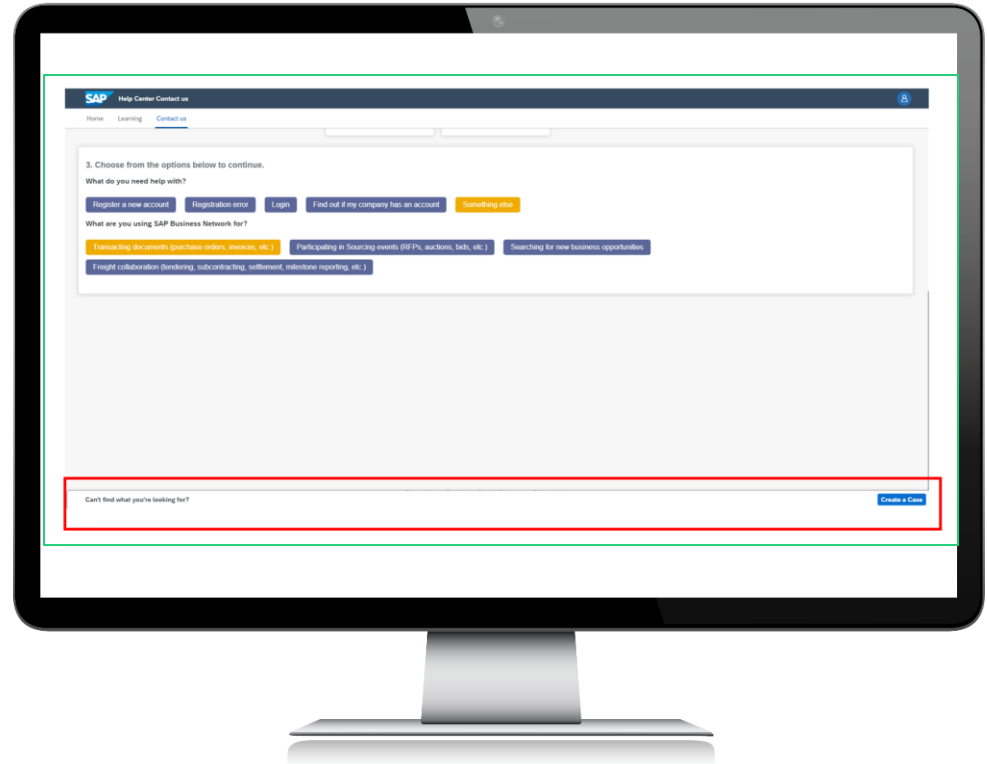 SAP Help Center Contact us
Home Learning Contact us
3. Choose from the options below to continue.
What do you need help with?
Register a new account Registration error Login Find out if my company has an account Something else
What are you using SAP Business Network for?
Transacting documents (purchase orders, invoices, etc.) Participating in Sourcing events (RFPs, auctions, bids, etc.) Searching for new business opportunities
Freight collaboration (tendering, subcontracting, settlement, milestone reporting, etc.)
Can't find what you're looking for? Create a Case